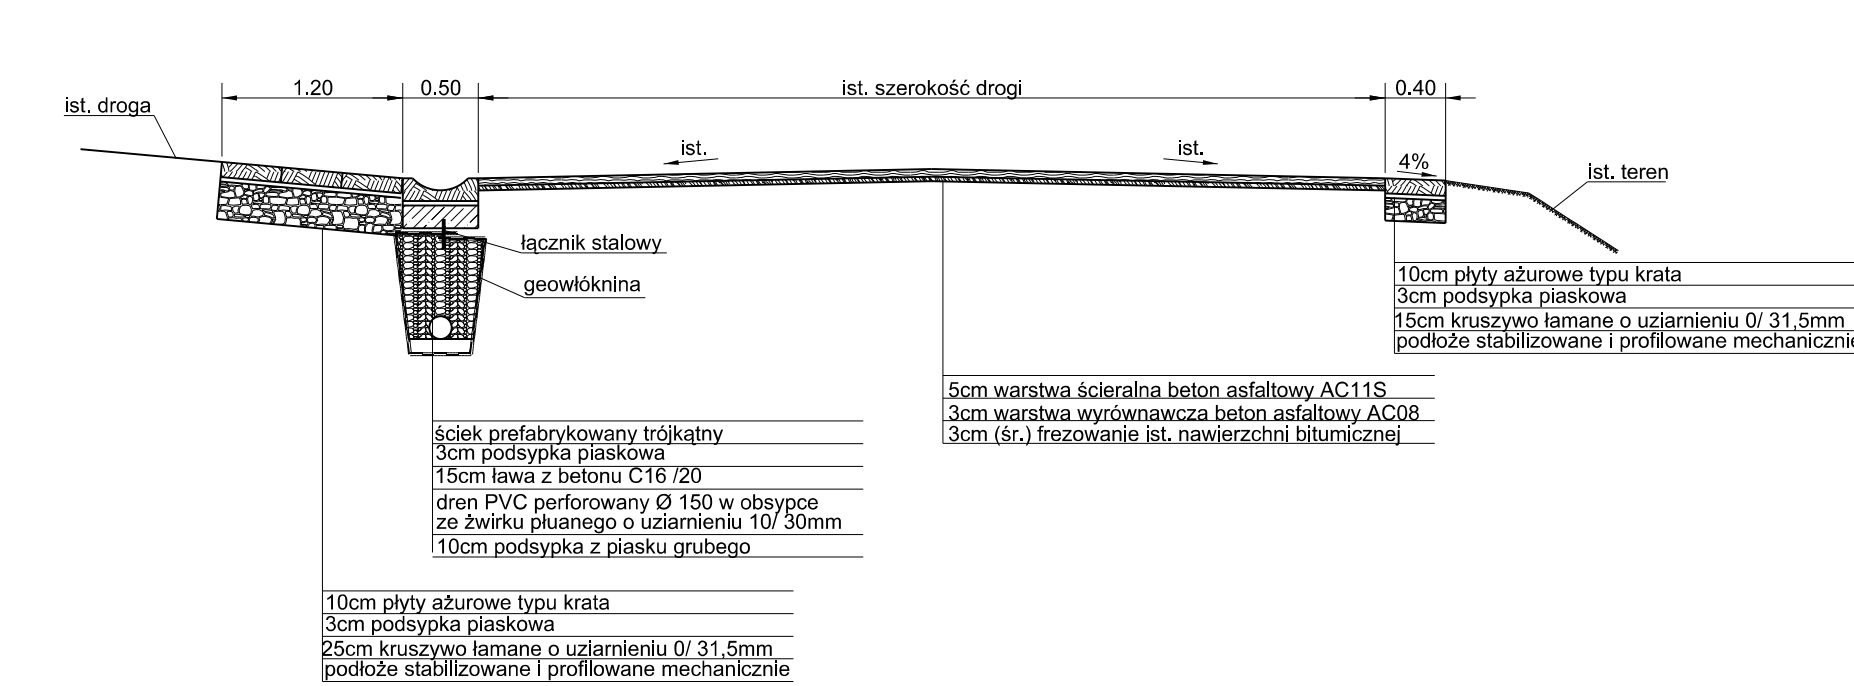 1.20
0.50
ist. szerokość drogi
0.40
ist. droga
ist.
ist.
4%
ist. teren
łącznik stalowy
geowłóknina
10cm płyty ażurowe typu krata
3cm podsypka piaskowa
15cm kruszywo łamane o uziarnieniu 0/ 31,5mm
podłoże stabilizowane i profilowane mechanicznie
5cm warstwa ścieralna beton asfaltowy AC11S
3cm warstwa wyrównawcza beton asfaltowy AC08
3cm (śr.) frezowanie ist. nawierzchni bitumicznej
ściek prefabrykowany trójkątny
3cm podsypka piaskowa
15cm ława z betonu C16 /20
dren PVC perforowany Ø 150 w obsypce
ze żwirku płuanego o uziarnieniu 10/ 30mm
10cm podsypka z piasku grubego
10cm płyty ażurowe typu krata
3cm podsypka piaskowa
25cm kruszywo łamane o uziarnieniu 0/ 31,5mm
podłoże stabilizowane i profilowane mechanicznie